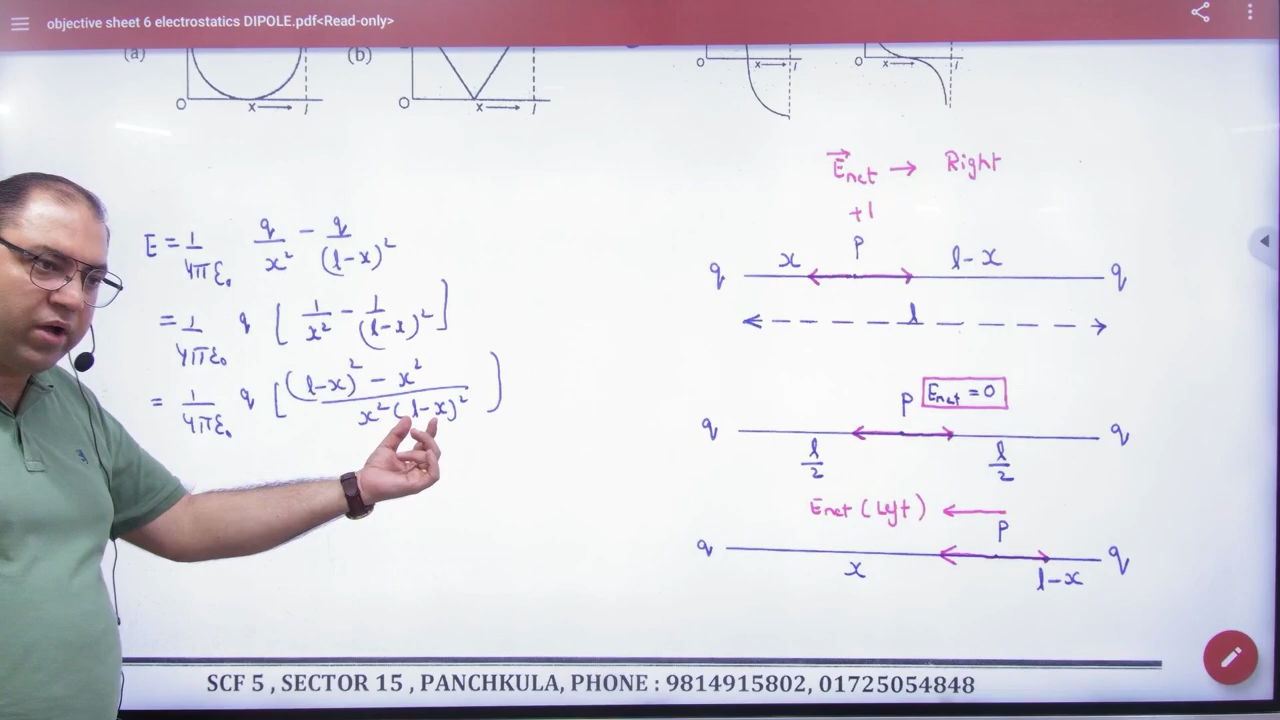 objective sheet 6 electrostatics DIPOLE.pdf<Read-only>
(a) (b)
O x l O x l O x l O x l
E = 1/4πε₀ q/x² - q/(l-x)²
= 1/4πε₀ q [ 1/x² - 1/(l-x)² ]
= 1/4πε₀ q [ (l-x)² - x² / x²(l-x)² )
E⃗net → Right
+1
P
q x l-x q
l
P Enet = 0
q q
l/2 l/2
Enet (Left) ←
P
q q
x l-x
SCF 5 , SECTOR 15 , PANCHKULA, PHONE : 9814915802, 01725054848